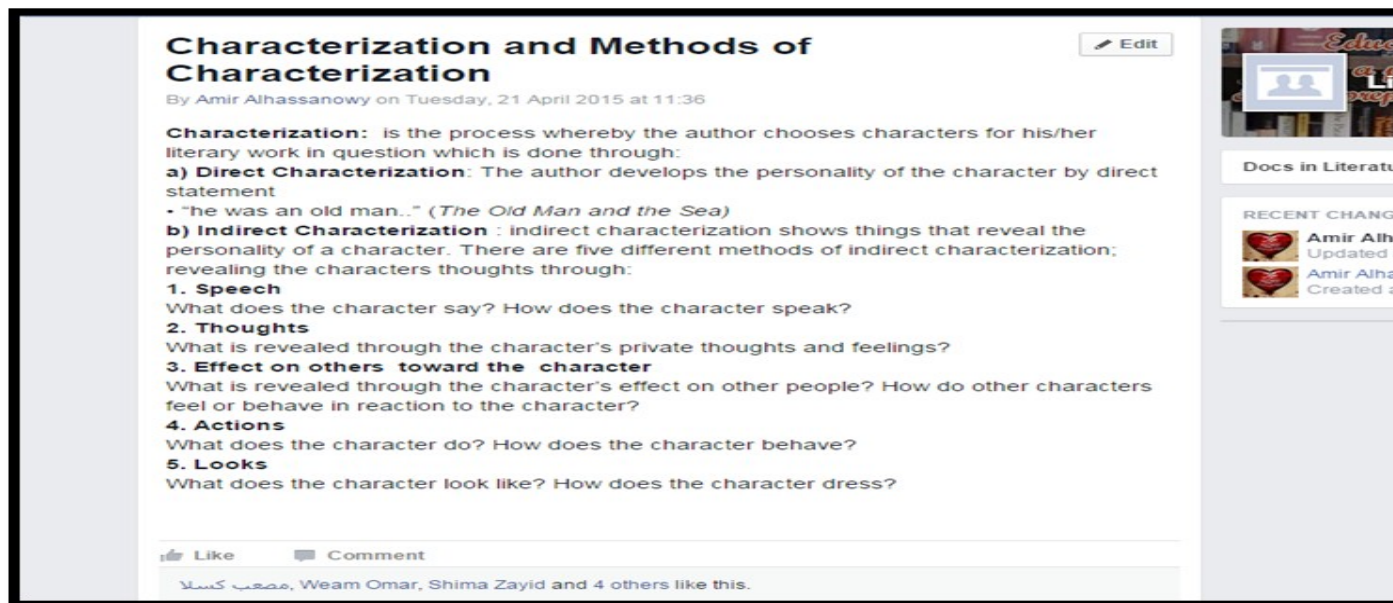 Characterization and Methods of
Characterization
Edit
By Amir Alhassanowy on Tuesday, 21 April 2015 at 11:36
Characterization: is the process whereby the author chooses characters for his/her
literary work in question which is done through:
a) Direct Characterization: The author develops the personality of the character by direct
statement
• "he was an old man.." (The Old Man and the Sea)
b) Indirect Characterization : indirect characterization shows things that reveal the
personality of a character. There are five different methods of indirect characterization;
revealing the characters thoughts through:
1. Speech
What does the character say? How does the character speak?
2. Thoughts
What is revealed through the character's private thoughts and feelings?
3. Effect on others toward the character
What is revealed through the character's effect on other people? How do other characters
feel or behave in reaction to the character?
4. Actions
What does the character do? How does the character behave?
5. Looks
What does the character look like? How does the character dress?
Like Comment
مصعب كسلا, Weam Omar, Shima Zayid and 4 others like this.
Docs in Literatu
RECENT CHANG
Amir Alh
Updated
Amir Alha
Created a